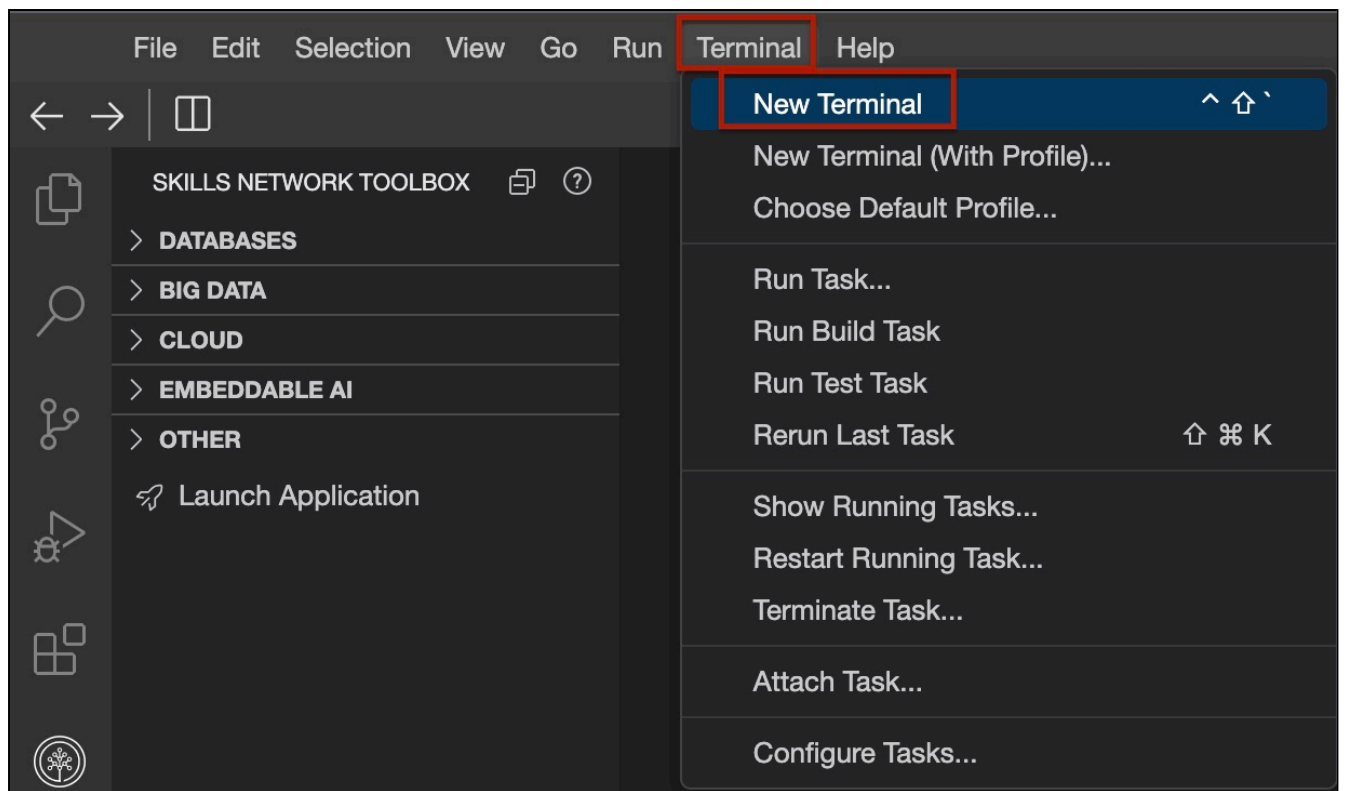 File Edit Selection View Go Run Terminal Help
SKILLS NETWORK TOOLBOX
DATABASES
BIG DATA
CLOUD
EMBEDDABLE AI
OTHER
Launch Application
New Terminal ^ ⇧ `
New Terminal (With Profile)...
Choose Default Profile...
Run Task...
Run Build Task
Run Test Task
Rerun Last Task ⇧ ⌘ K
Show Running Tasks...
Restart Running Task...
Terminate Task...
Attach Task...
Configure Tasks...